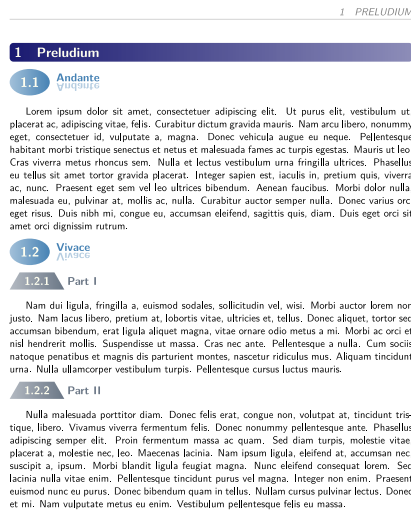 1 PRELUDIUM
1 Preludium
1.1 Andante
Lorem ipsum dolor sit amet, consectetuer adipiscing elit. Ut purus elit, vestibulum ut,
placerat ac, adipiscing vitae, felis. Curabitur dictum gravida mauris. Nam arcu libero, nonummy
eget, consectetuer id, vulputate a, magna. Donec vehicula augue eu neque. Pellentesque
habitant morbi tristique senectus et netus et malesuada fames ac turpis egestas. Mauris ut leo.
Cras viverra metus rhoncus sem. Nulla et lectus vestibulum urna fringilla ultrices. Phasellus
eu tellus sit amet tortor gravida placerat. Integer sapien est, iaculis in, pretium quis, viverra
ac, nunc. Praesent eget sem vel leo ultrices bibendum. Aenean faucibus. Morbi dolor nulla,
malesuada eu, pulvinar at, mollis ac, nulla. Curabitur auctor semper nulla. Donec varius orci
eget risus. Duis nibh mi, congue eu, accumsan eleifend, sagittis quis, diam. Duis eget orci sit
amet orci dignissim rutrum.
1.2 Vivace
1.2.1 Part I
Nam dui ligula, fringilla a, euismod sodales, sollicitudin vel, wisi. Morbi auctor lorem non
justo. Nam lacus libero, pretium at, lobortis vitae, ultricies et, tellus. Donec aliquet, tortor sed
accumsan bibendum, erat ligula aliquet magna, vitae ornare odio metus a mi. Morbi ac orci et
nisl hendrerit mollis. Suspendisse ut massa. Cras nec ante. Pellentesque a nulla. Cum sociis
natoque penatibus et magnis dis parturient montes, nascetur ridiculus mus. Aliquam tincidunt
urna. Nulla ullamcorper vestibulum turpis. Pellentesque cursus luctus mauris.
1.2.2 Part II
Nulla malesuada porttitor diam. Donec felis erat, congue non, volutpat at, tincidunt tris-
tique, libero. Vivamus viverra fermentum felis. Donec nonummy pellentesque ante. Phasellus
adipiscing semper elit. Proin fermentum massa ac quam. Sed diam turpis, molestie vitae,
placerat a, molestie nec, leo. Maecenas lacinia. Nam ipsum ligula, eleifend at, accumsan nec,
suscipit a, ipsum. Morbi blandit ligula feugiat magna. Nunc eleifend consequat lorem. Sed
lacinia nulla vitae enim. Pellentesque tincidunt purus vel magna. Integer non enim. Praesent
euismod nunc eu purus. Donec bibendum quam in tellus. Nullam cursus pulvinar lectus. Donec
et mi. Nam vulputate metus eu enim. Vestibulum pellentesque felis eu massa.